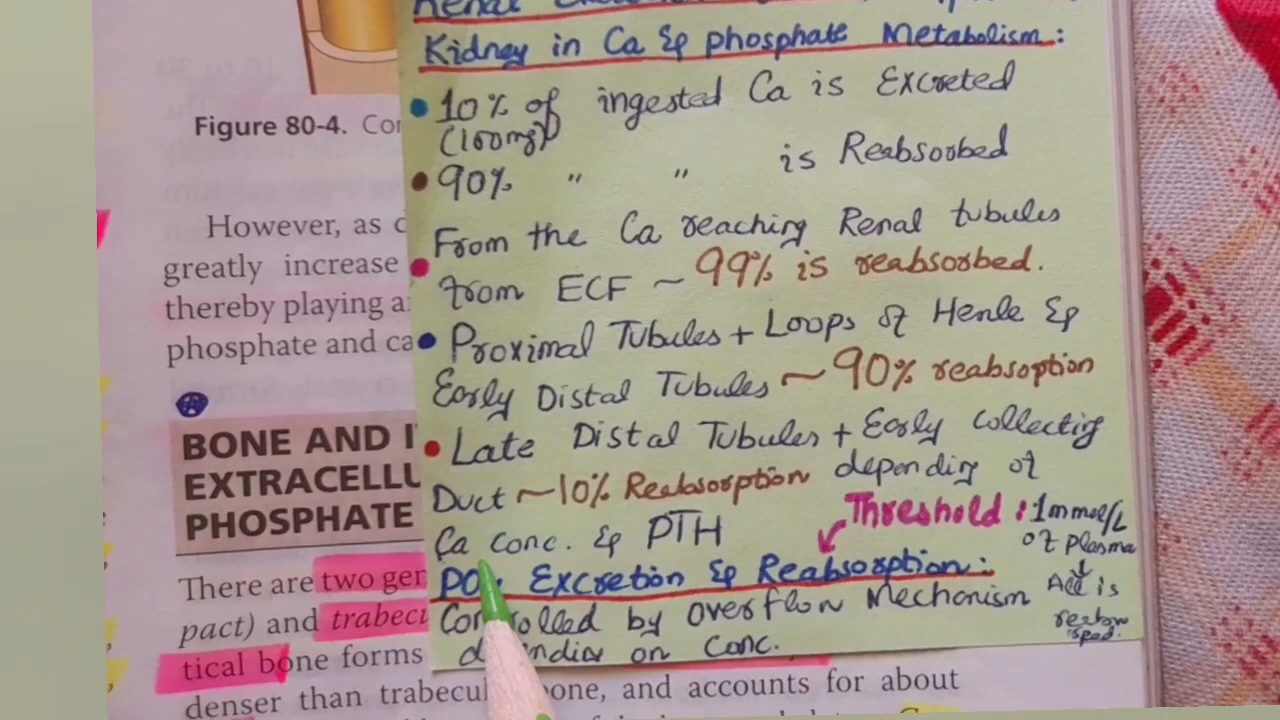 Kidney in Ca & phosphate Metabolism:
10% of ingested Ca is Excreted
(100mg)
90% " " is Reabsorbed
From the Ca reaching Renal tubules
from ECF ~ 99% is reabsorbed.
Proximal Tubules + Loops of Henle &
Early Distal Tubules ~ 90% reabsoption
Late Distal Tubules + Early Collecting
Duct ~10% Reabsorption depending of
Ca conc. & PTH
Threshold : 1mmol/L
of plasma
All is
PO Excretion & Reabsorption:
Controlled by overflow Mechanism
on Conc.
Figure 80-4.
However, as
greatly increase
thereby playing
phosphate and ca
BONE AND
EXTRACELLU
PHOSPHATE
There are two gen
pact) and trabecu
tical bone forms
denser than trabecul one, and accounts for about